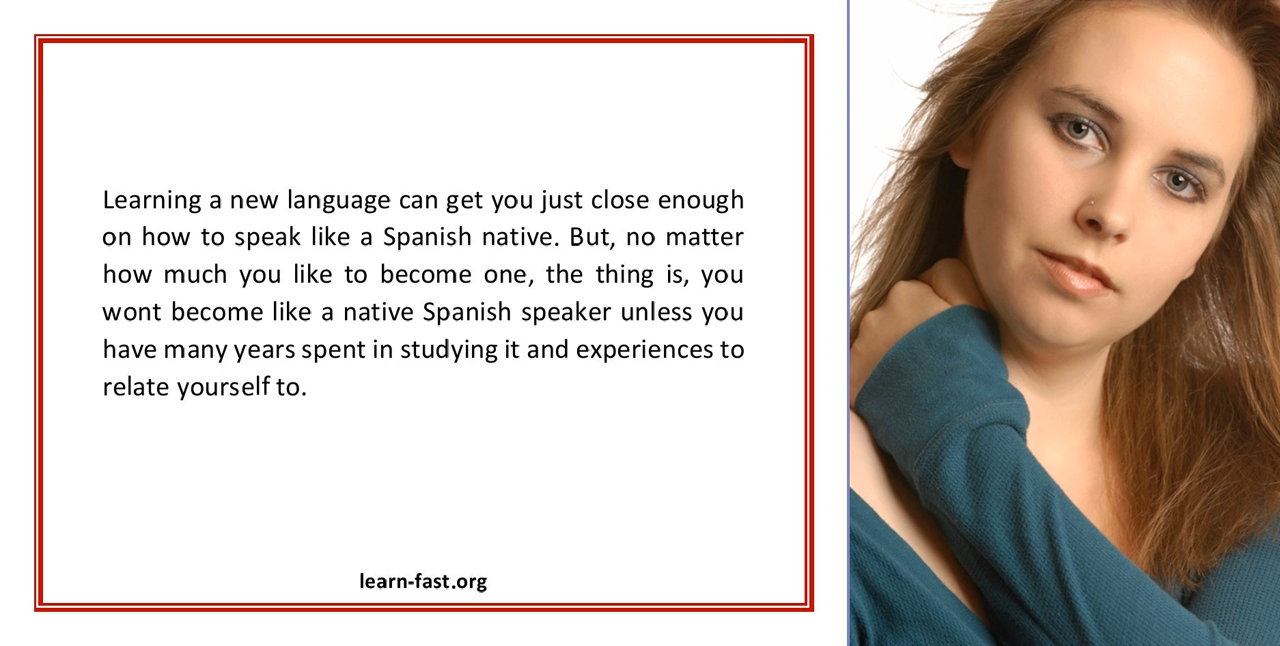 Learning a new language can get you just close enough
on how to speak like a Spanish native. But, no matter
how much you like to become one, the thing is, you
wont become like a native Spanish speaker unless you
have many years spent in studying it and experiences to
relate yourself to.
learn-fast.org